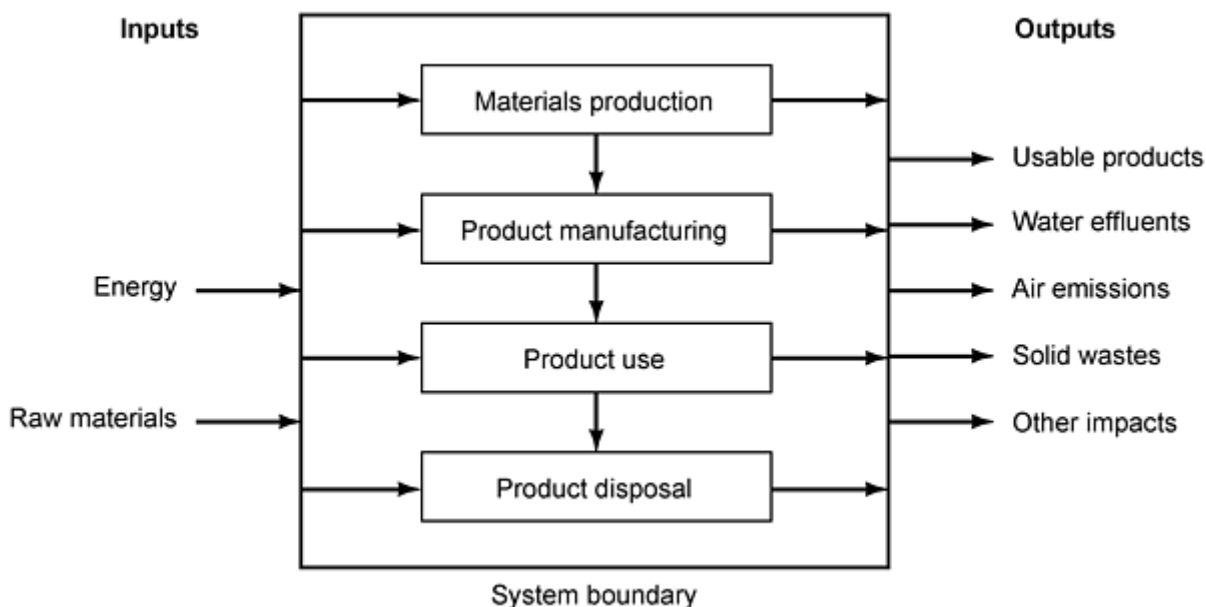 Inputs
Outputs
Materials production
Usable products
Product manufacturing
Water effluents
Energy
Air emissions
Product use
Solid wastes
Raw materials
Other impacts
Product disposal
System boundary